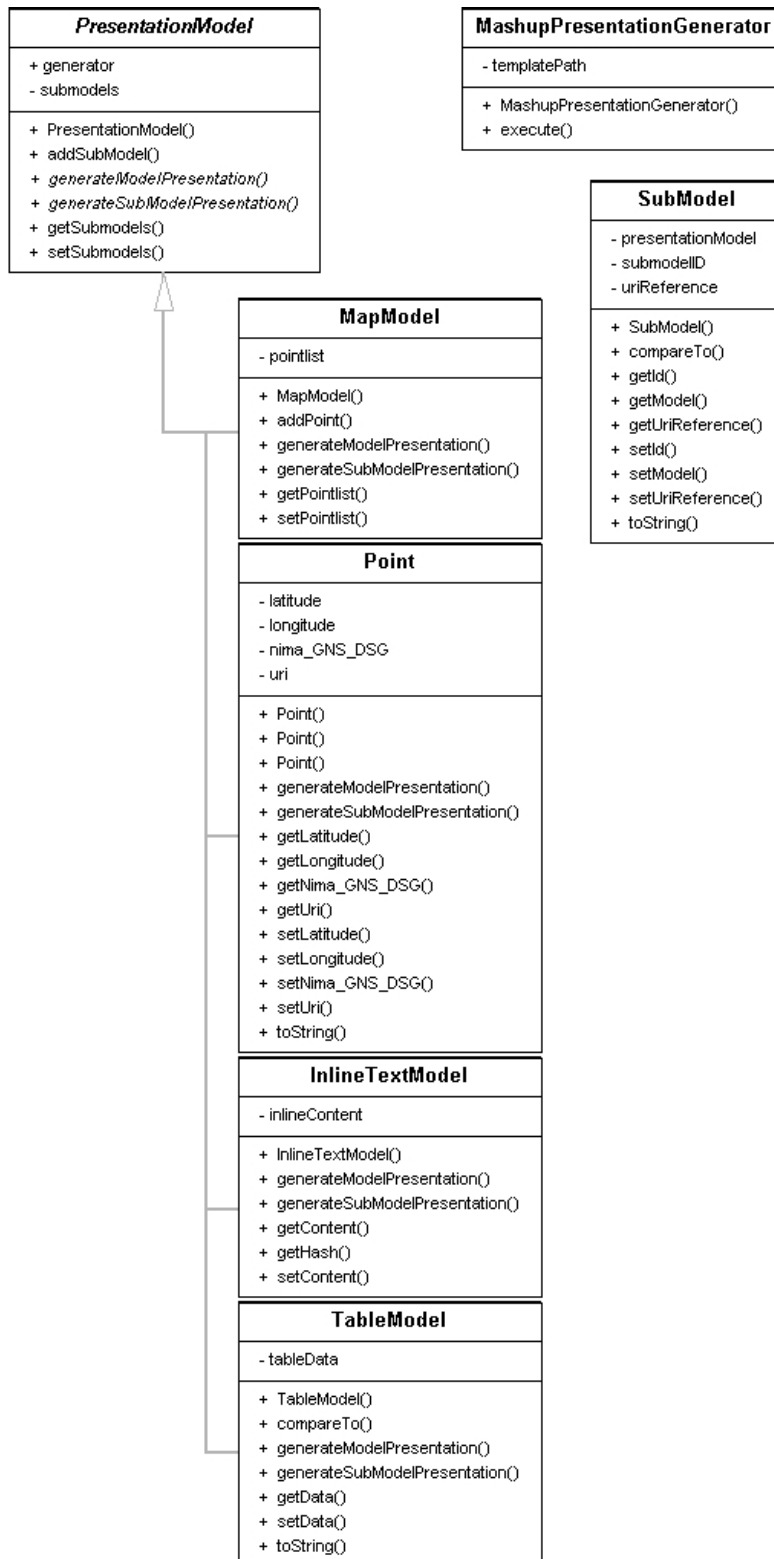 PresentationModel
+ generator
- submodels
+ PresentationModel()
+ addSubModel()
+ generateModelPresentation()
+ generateSubModelPresentation()
+ getSubmodels()
+ setSubmodels()
MashupPresentationGenerator
- templatePath
+ MashupPresentationGenerator()
+ execute()
SubModel
- presentationModel
- submodelID
- uriReference
+ SubModel()
+ compareTo()
+ getId()
+ getModel()
+ getUriReference()
+ setId()
+ setModel()
+ setUriReference()
+ toString()
MapModel
- pointlist
+ MapModel()
+ addPoint()
+ generateModelPresentation()
+ generateSubModelPresentation()
+ getPointlist()
+ setPointlist()
Point
- latitude
- longitude
- nima_GNS_DSG
- uri
+ Point()
+ Point()
+ Point()
+ generateModelPresentation()
+ generateSubModelPresentation()
+ getLatitude()
+ getLongitude()
+ getNima_GNS_DSG()
+ getUri()
+ setLatitude()
+ setLongitude()
+ setNima_GNS_DSG()
+ setUri()
+ toString()
InlineTextModel
- inlineContent
+ InlineTextModel()
+ generateModelPresentation()
+ generateSubModelPresentation()
+ getContent()
+ getHash()
+ setContent()
TableModel
- tableData
+ TableModel()
+ compareTo()
+ generateModelPresentation()
+ generateSubModelPresentation()
+ getData()
+ setData()
+ toString()